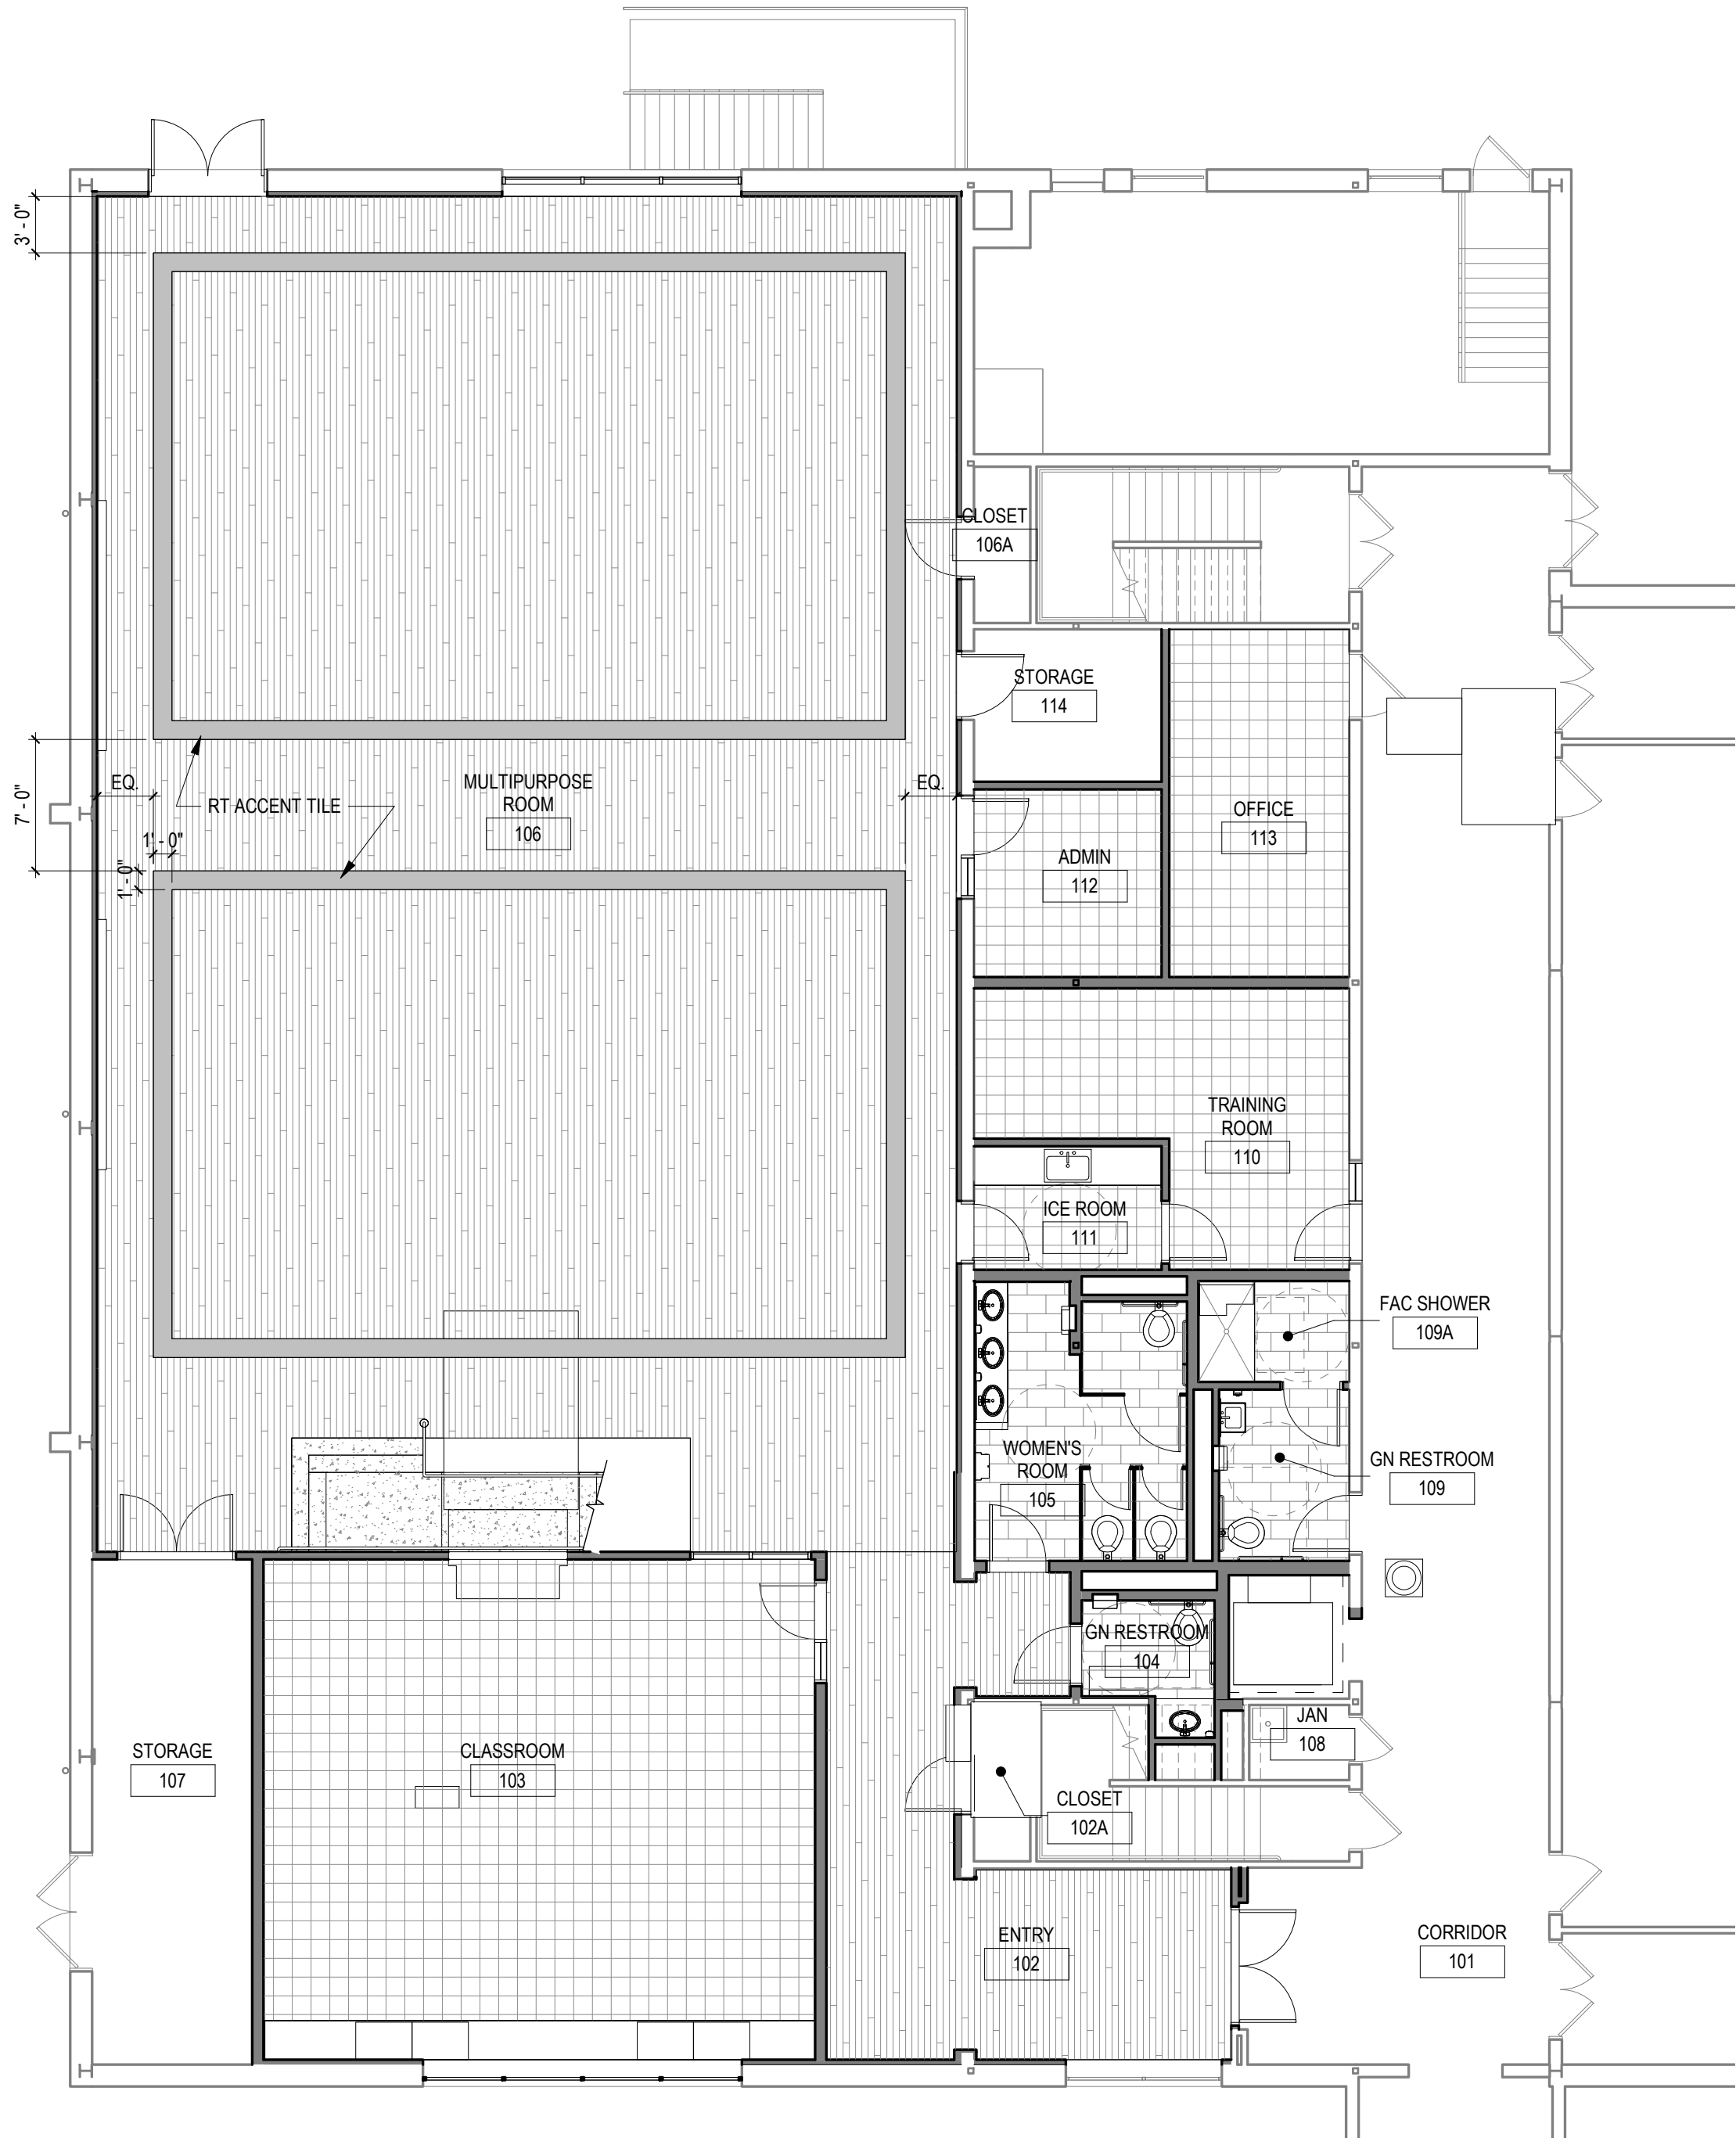 3' - 0"
CLOSET
106A
STORAGE
114
EQ.
MULTIPURPOSE
ROOM
106
EQ.
RT ACCENT TILE
7' - 0"
1' - 0"
1' - 0"
OFFICE
113
ADMIN
112
TRAINING
ROOM
110
ICE ROOM
111
FAC SHOWER
109A
WOMEN'S
ROOM
105
GN RESTROOM
109
GN RESTROOM
104
JAN
108
STORAGE
107
CLASSROOM
103
CLOSET
102A
ENTRY
102
CORRIDOR
101